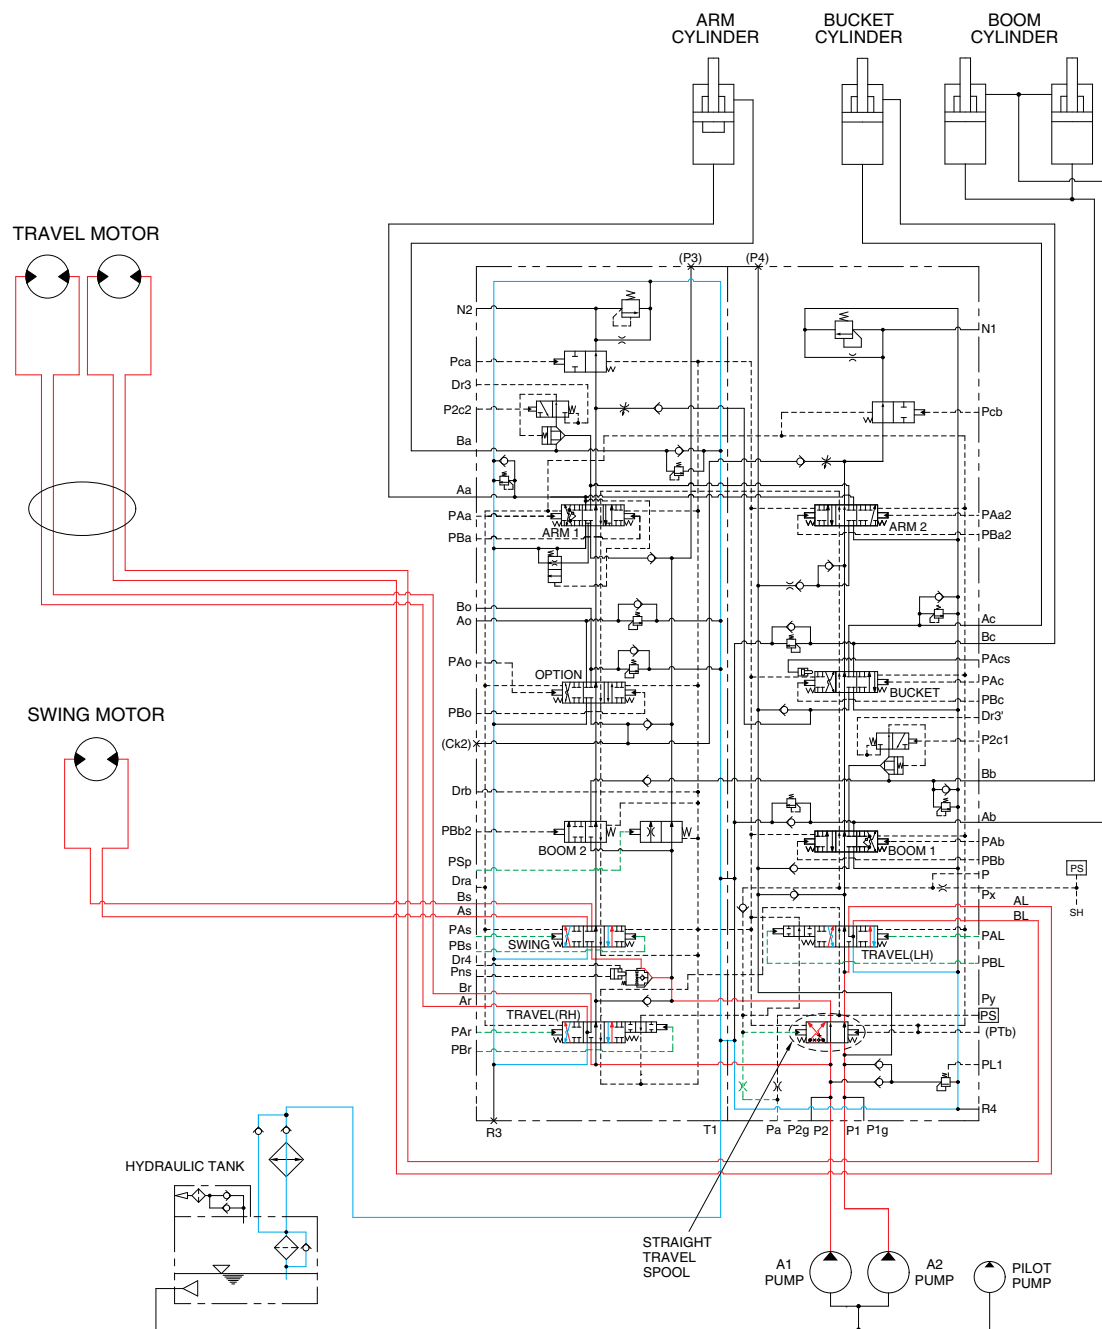 ARM
CYLINDER
BUCKET
CYLINDER
BOOM
CYLINDER
TRAVEL MOTOR
(P3)
(P4)
N2
N1
Pca
Dr3
P2c2
Pcb
Ba
Aa
PAa
ARM 1
PBa
ARM 2
PAa2
PBa2
Bo
Ao
Ac
Bc
PAo
OPTION
PAcs
PAc
BUCKET
PBc
PBo
Dr3'
SWING MOTOR
(Ck2)
P2c1
Bb
Drb
Ab
PBb2
BOOM 2
BOOM 1
PAb
PBb
PSp
Dra
P
PS
Bs
Px
As
AL
SH
BL
PAs
SWING
PAL
PBs
TRAVEL(LH)
PBL
Dr4
Pns
Br
Ar
Py
TRAVEL(RH)
PS
PAr
(PTb)
PBr
PL1
R4
R3
T1
Pa
P2g
P2
P1
P1g
HYDRAULIC TANK
STRAIGHT
TRAVEL
SPOOL
A1
PUMP
A2
PUMP
PILOT
PUMP